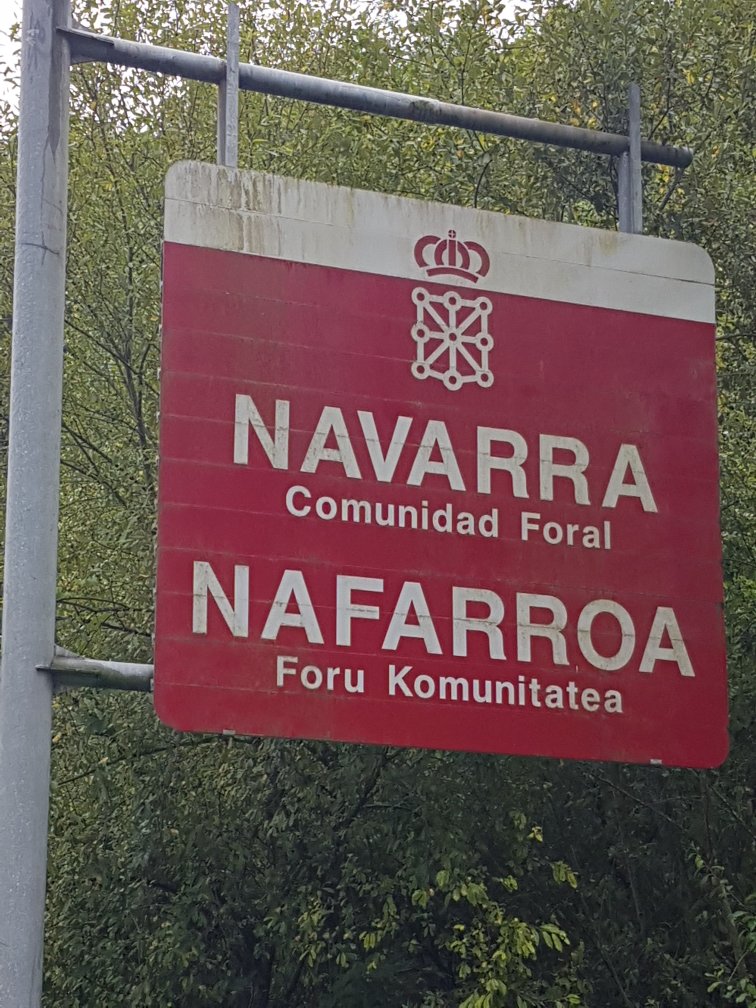 NAVARRA
Comunidad Foral
NAFARROA
Foru Komunitatea